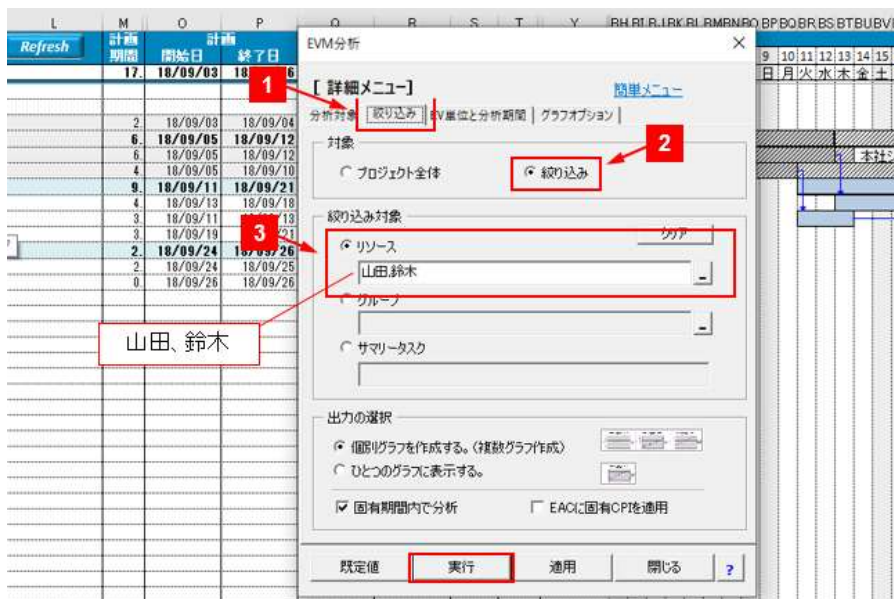 L M O P Q R S T Y
Refresh
計画 計画
期間 開始日 終了日
17. 18/09/03
2. 18/09/03 18/09/04
6. 18/09/05 18/09/12
6. 18/09/05 18/09/12
4. 18/09/05 18/09/10
9. 18/09/11 18/09/21
4. 18/09/13 18/09/18
3. 18/09/11
3. 18/09/19
2. 18/09/24 18/09/26
2. 18/09/24 18/09/25
0. 18/09/26 18/09/26
9 10 11 12 13 14 15
日 月 火 水 木 金 土
EVM分析
[ 詳細メニュー]
簡単メニュー
分析対象 絞り込み EV単位と分析期間 グラフオプション
1
対象
2
プロジェクト全体 絞り込み
絞り込み対象
クリア
3
リソース
山田,鈴木
グループ
山田、鈴木
サマリータスク
出力の選択
個別グラフを作成する。(複数グラフ作成)
ひとつのグラフに表示する。
固有期間内で分析 EACに固有CPIを適用
既定値 実行 適用 閉じる ?